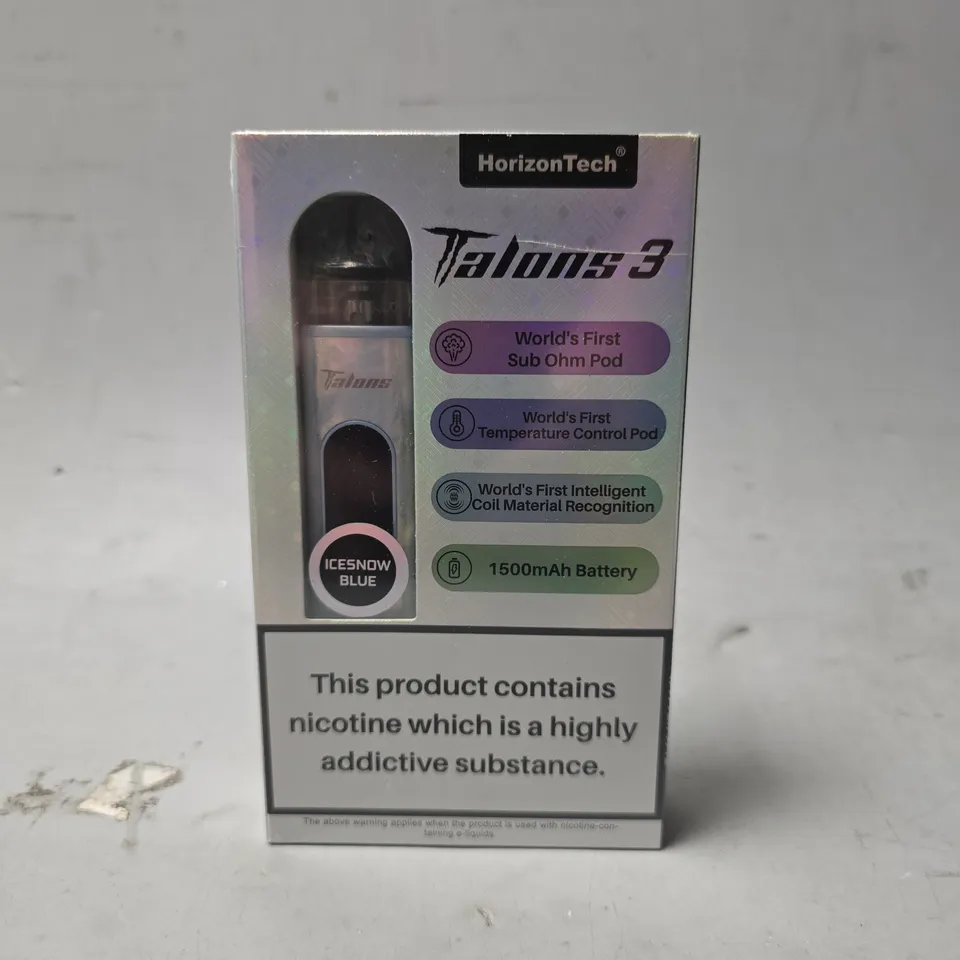 HorizonTech®
Talons 3
World's First
Sub Ohm Pod
World's First
Temperature Control Pod
World's First Intelligent
Coil Material Recognition
1500mAh Battery
Talons
ICESNOW
BLUE
This product contains
nicotine which is a highly
addictive substance.
The above warning applies when the product is used with nicotine-con-
taining e-liquids